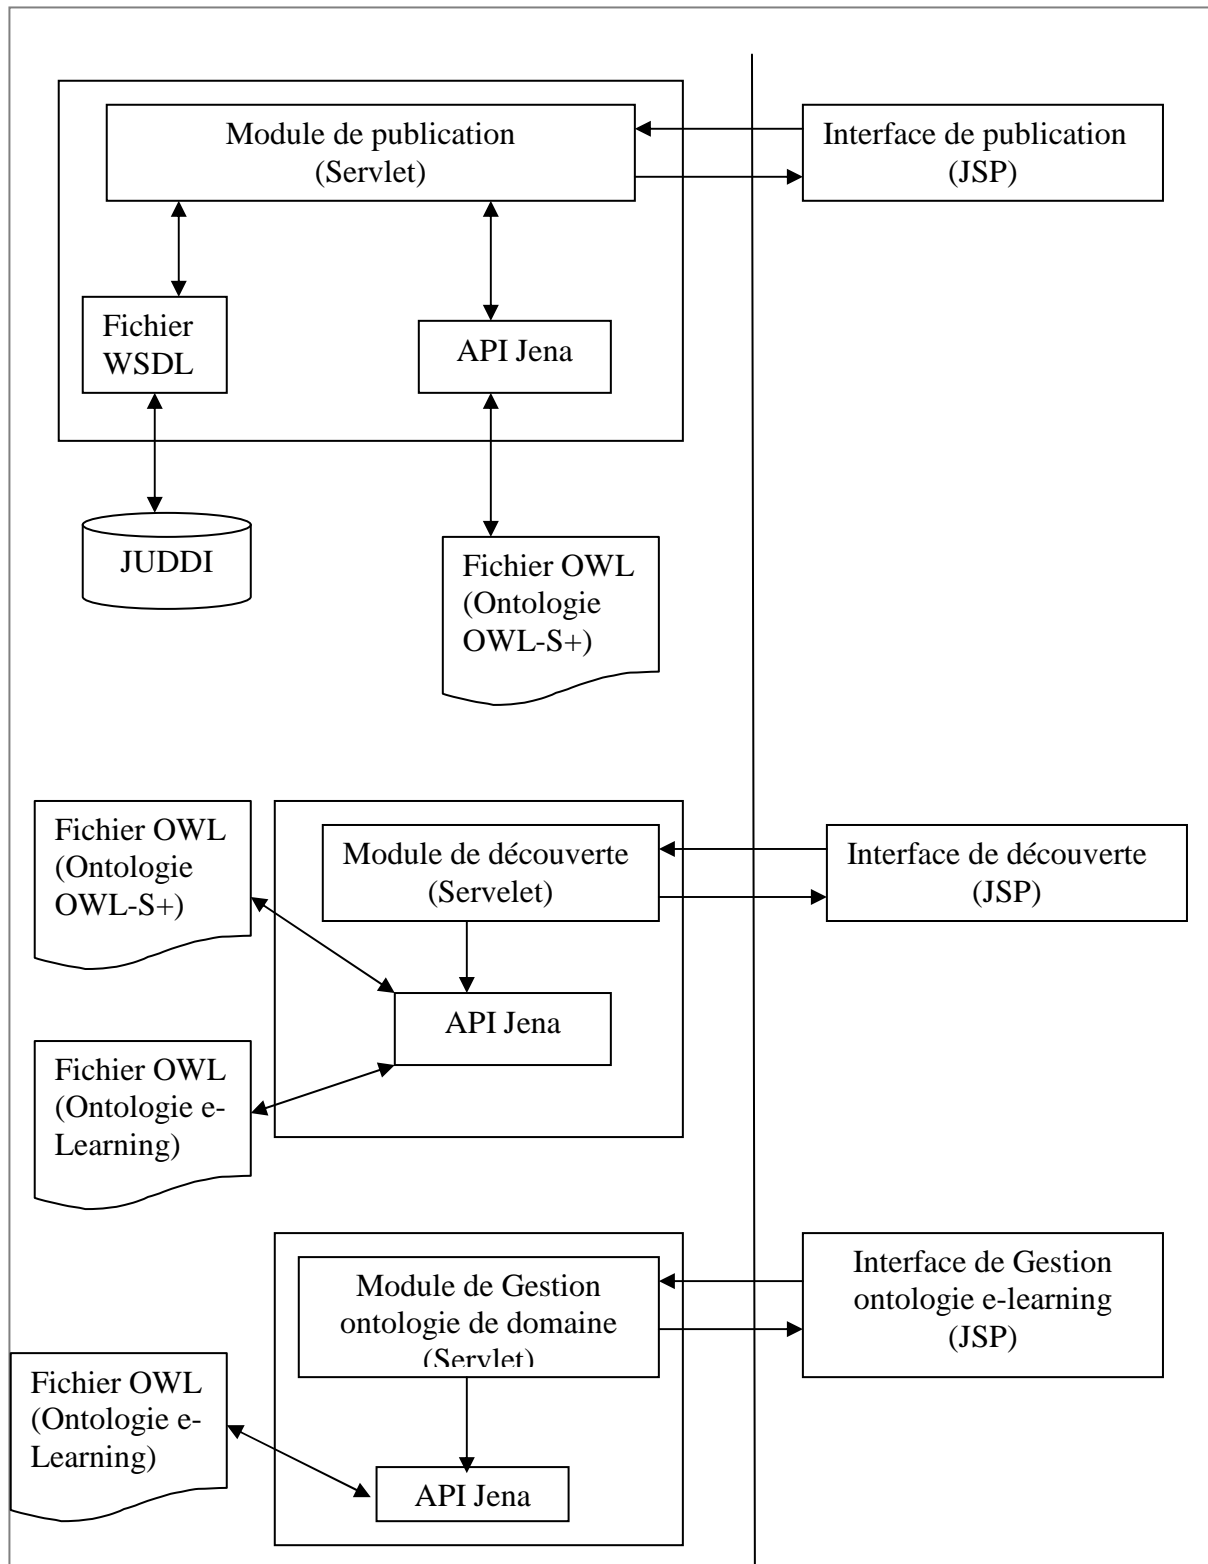 Module de publication
(Servlet)
Interface de publication
(JSP)
Fichier
WSDL
API Jena
JUDDI
Fichier OWL
(Ontologie
OWL-S+)
Fichier OWL
(Ontologie
OWL-S+)
Module de découverte
(Servelet)
Interface de découverte
(JSP)
API Jena
Fichier OWL
(Ontologie e-
Learning)
Module de Gestion
ontologie de domaine
(Servlet)
Interface de Gestion
ontologie e-learning
(JSP)
Fichier OWL
(Ontologie e-
Learning)
API Jena